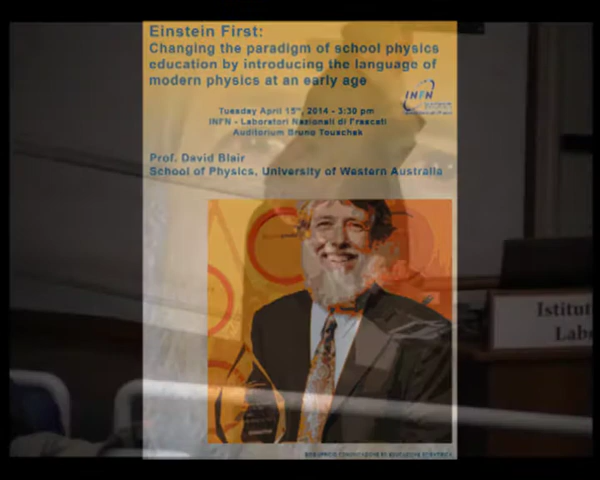 Einstein First:
Changing the paradigm of school physics
education by introducing the language of
modern physics at an early age
INFN
Tuesday April 15th, 2014 - 3:30 pm
INFN - Laboratori Nazionali di Frascati
Auditorium Bruno Touschek
Prof. David Blair
School of Physics, University of Western Australia
Istitut
Lab